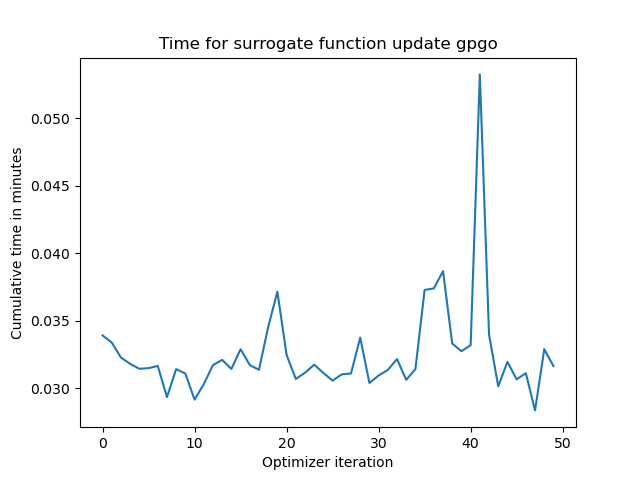 Time for surrogate function update gpgo
Cumulative time in minutes
0.050
0.045
0.040
0.035
0.030
0 10 20 30 40 50
Optimizer iteration